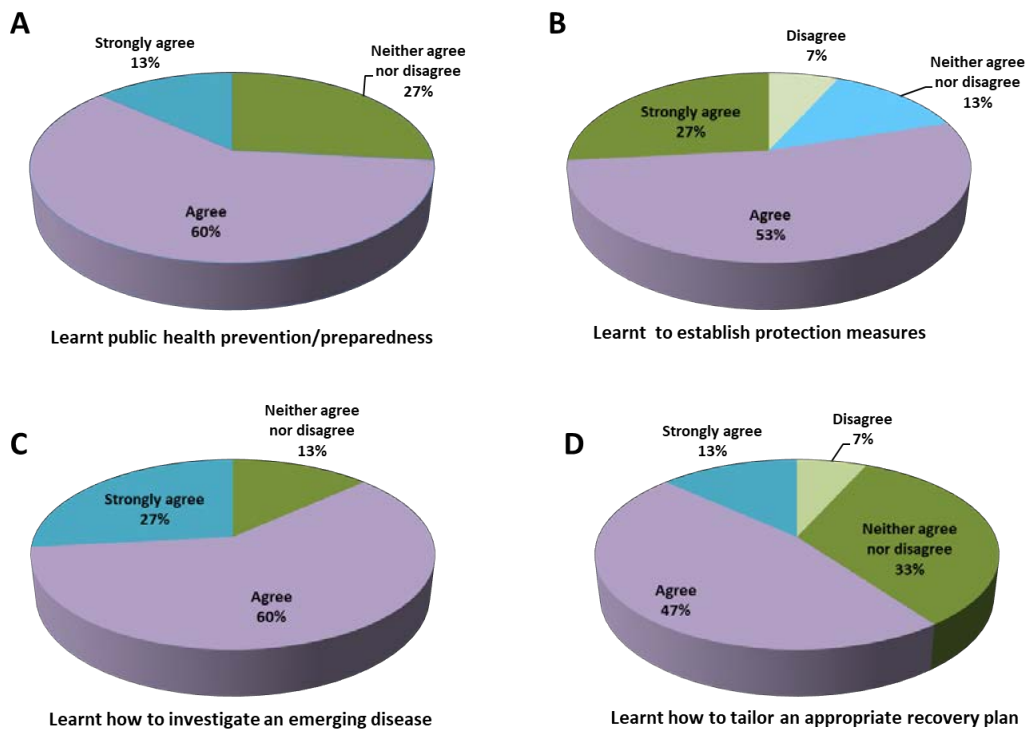 A
Strongly agree
13%
Neither agree
nor disagree
27%
Agree
60%
Learnt public health prevention/preparedness
B
Disagree
7%
Neither agree
nor disagree
13%
Strongly agree
27%
Agree
53%
Learnt to establish protection measures
C
Neither agree
nor disagree
13%
Strongly agree
27%
Agree
60%
Learnt how to investigate an emerging disease
D
Strongly agree
13%
Disagree
7%
Neither agree
nor disagree
33%
Agree
47%
Learnt how to tailor an appropriate recovery plan